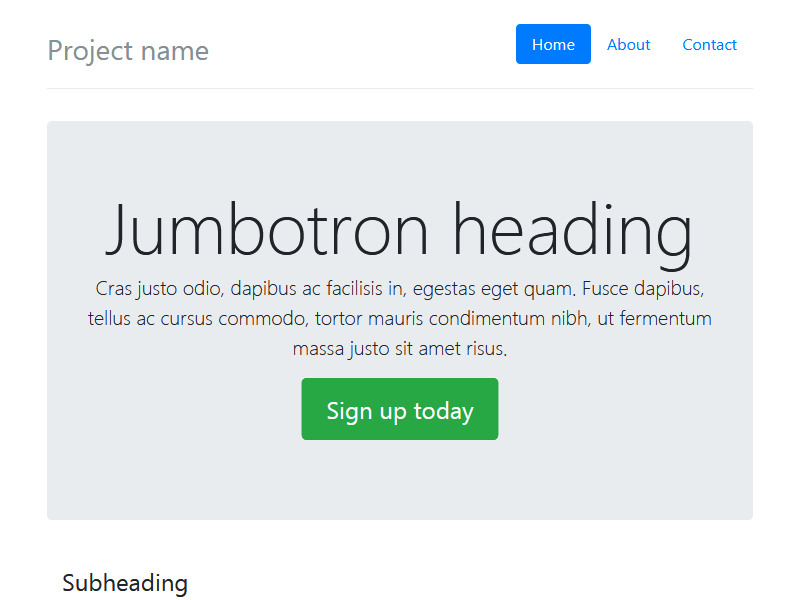 Project name
Home About Contact
Jumbotron heading
Cras justo odio, dapibus ac facilisis in, egestas eget quam. Fusce dapibus,
tellus ac cursus commodo, tortor mauris condimentum nibh, ut fermentum
massa justo sit amet risus.
Sign up today
Subheading